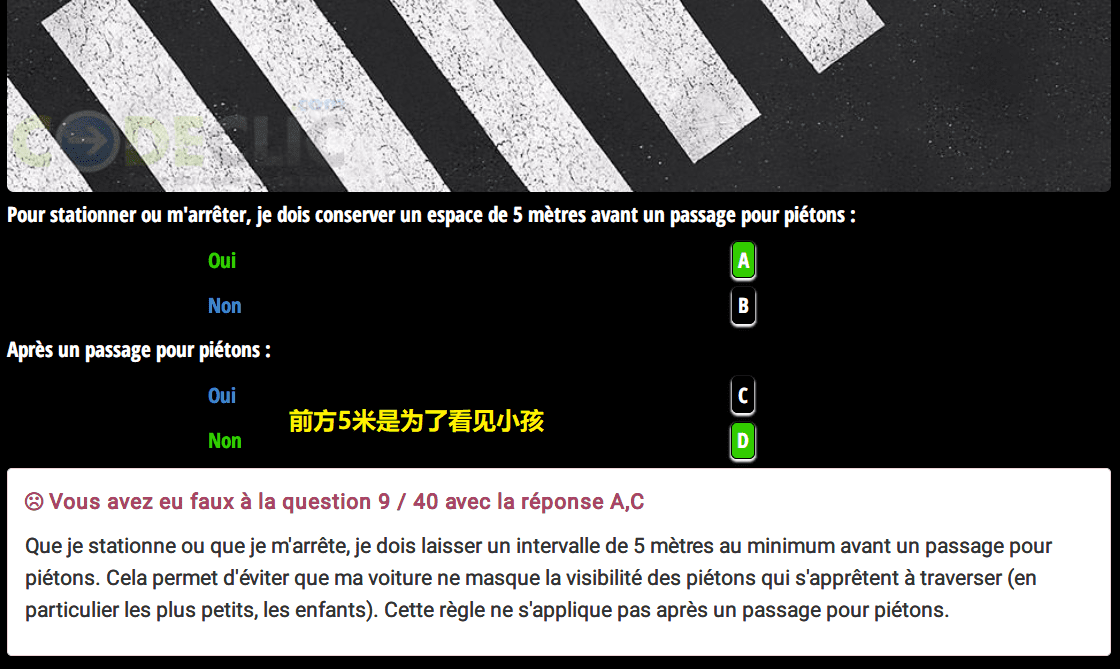 CODECLIC
.com
Pour stationner ou m'arrêter, je dois conserver un espace de 5 mètres avant un passage pour piétons :
Oui A
Non B
Après un passage pour piétons :
Oui C
前方5米是为了看见小孩
Non D
Vous avez eu faux à la question 9 / 40 avec la réponse A,C
Que je stationne ou que je m'arrête, je dois laisser un intervalle de 5 mètres au minimum avant un passage pour
piétons. Cela permet d'éviter que ma voiture ne masque la visibilité des piétons qui s'apprêtent à traverser (en
particulier les plus petits, les enfants). Cette règle ne s'applique pas après un passage pour piétons.